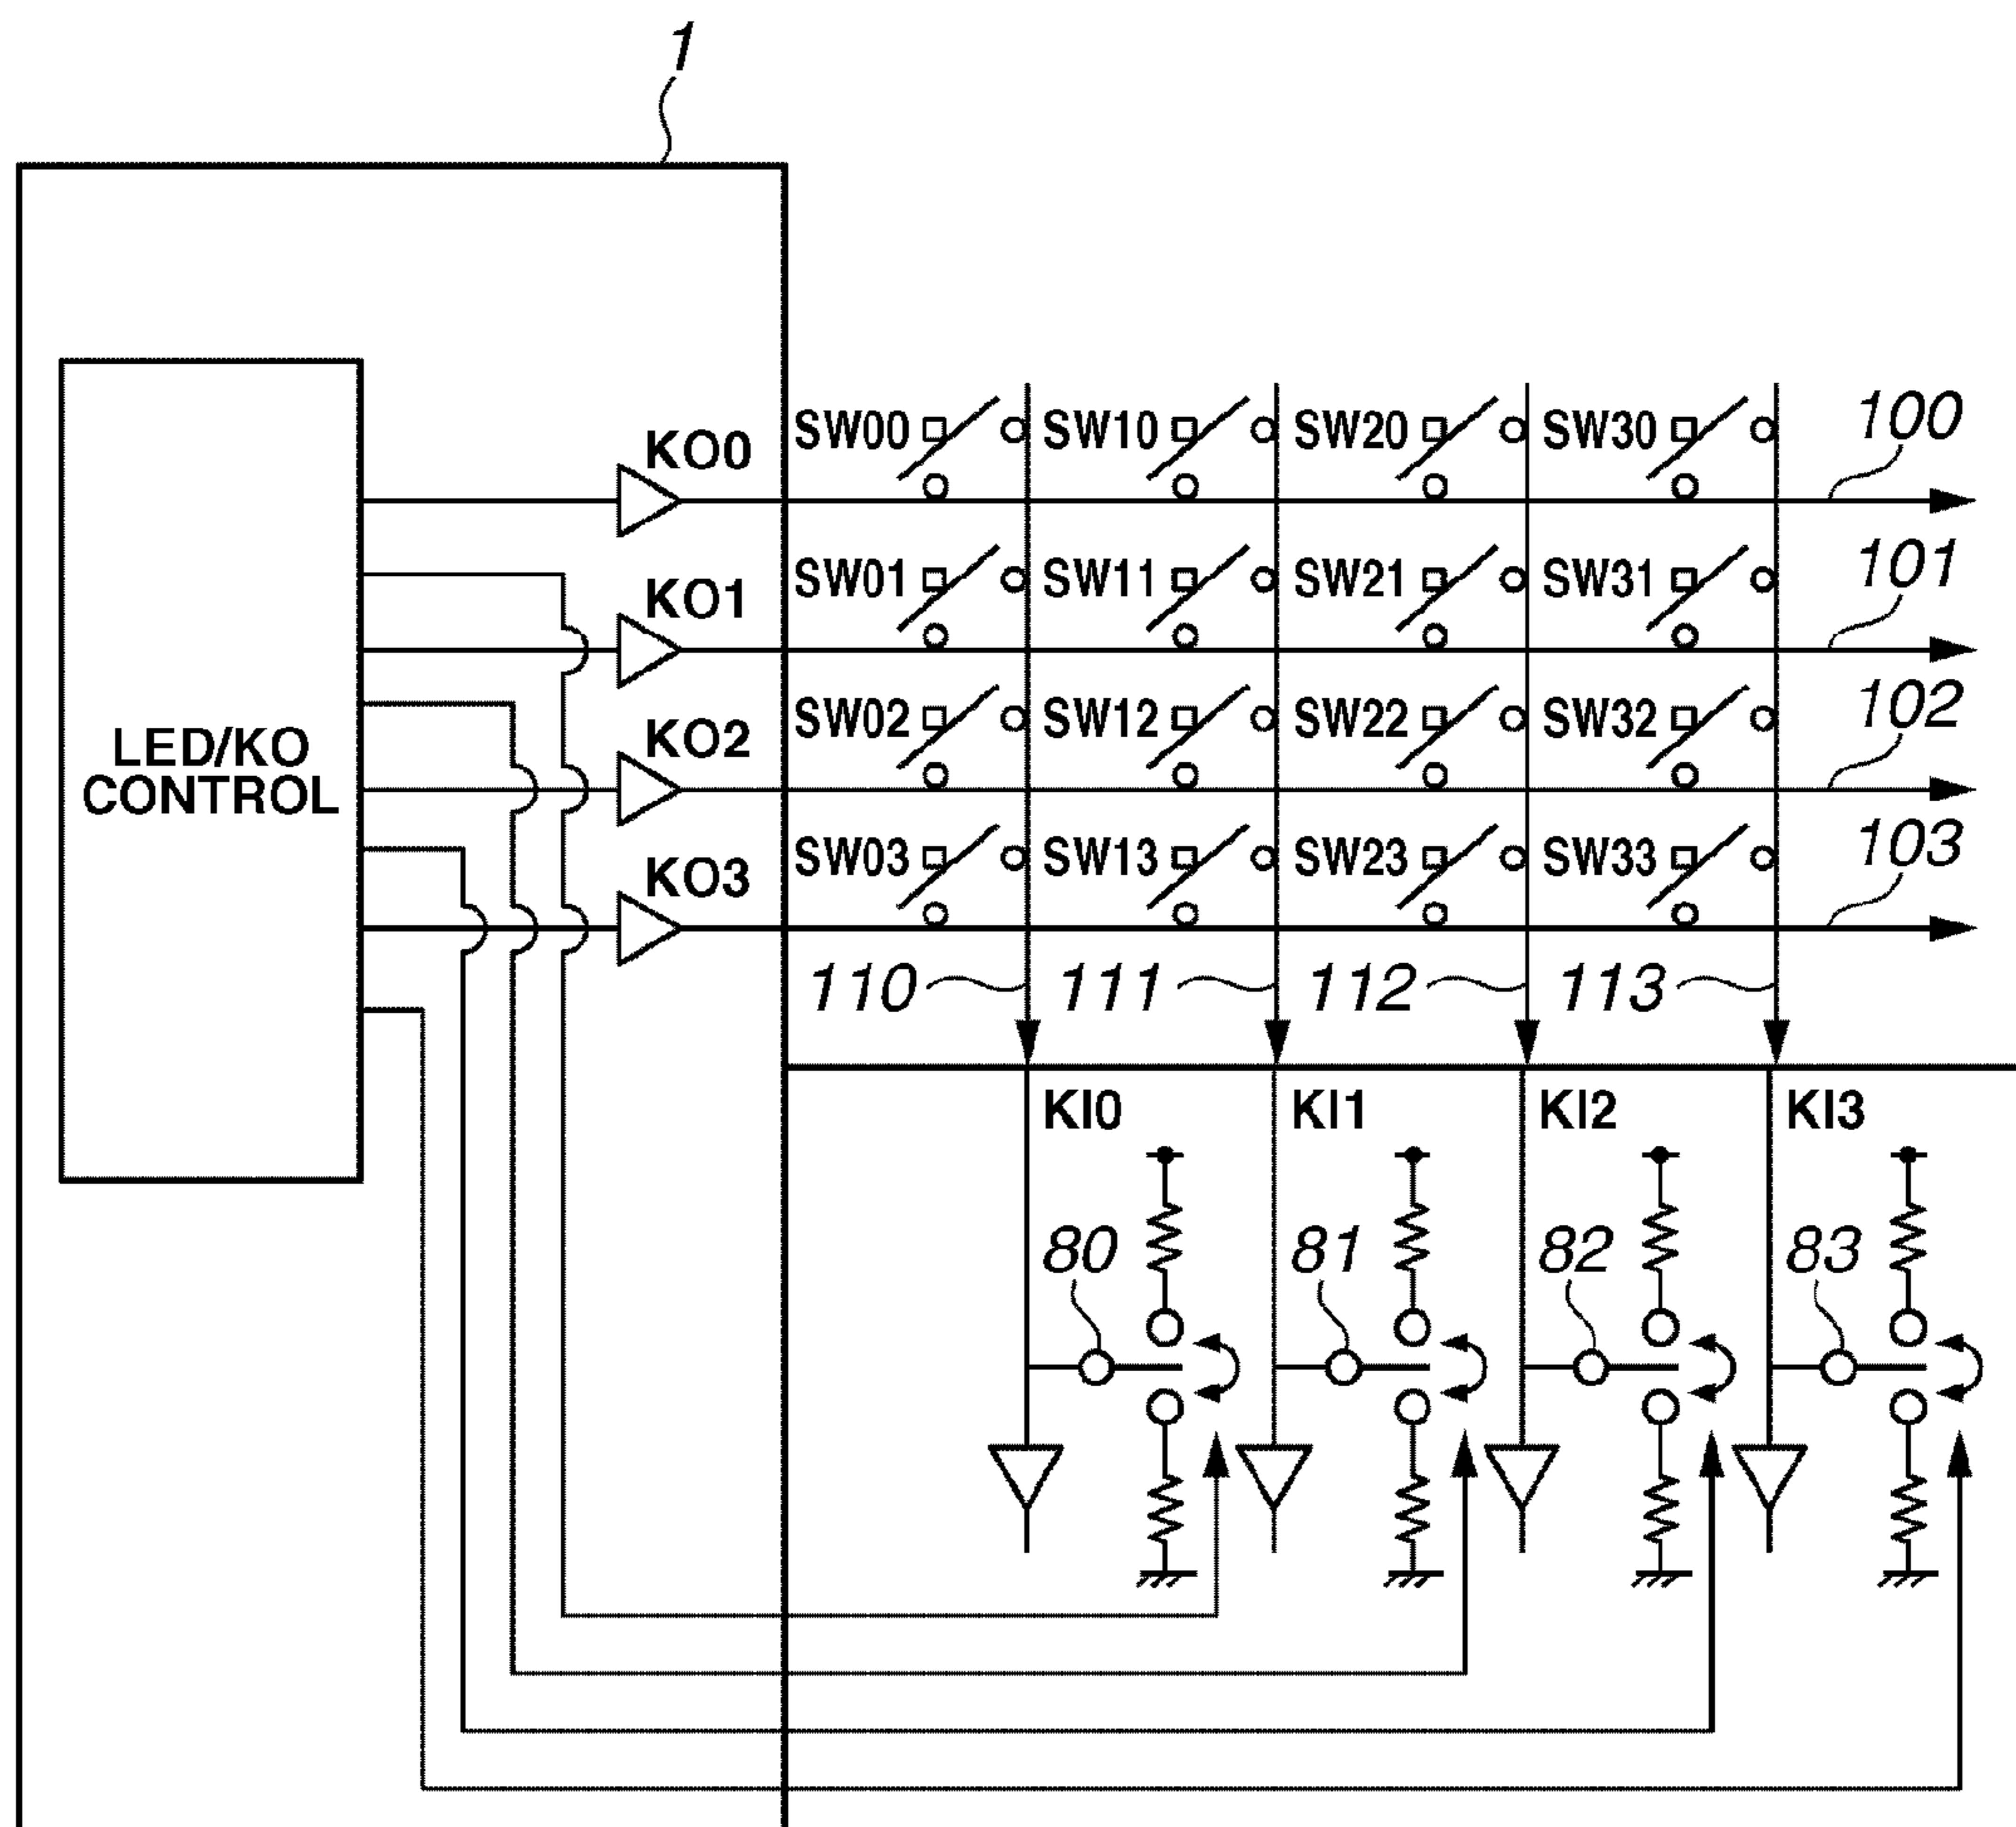 1
KO0 SW00 SW10 SW20 SW30 100
KO1 SW01 SW11 SW21 SW31 101
LED/KO
CONTROL
KO2 SW02 SW12 SW22 SW32 102
KO3 SW03 SW13 SW23 SW33 103
110 111 112 113
KI0 KI1 KI2 KI3
80 81 82 83